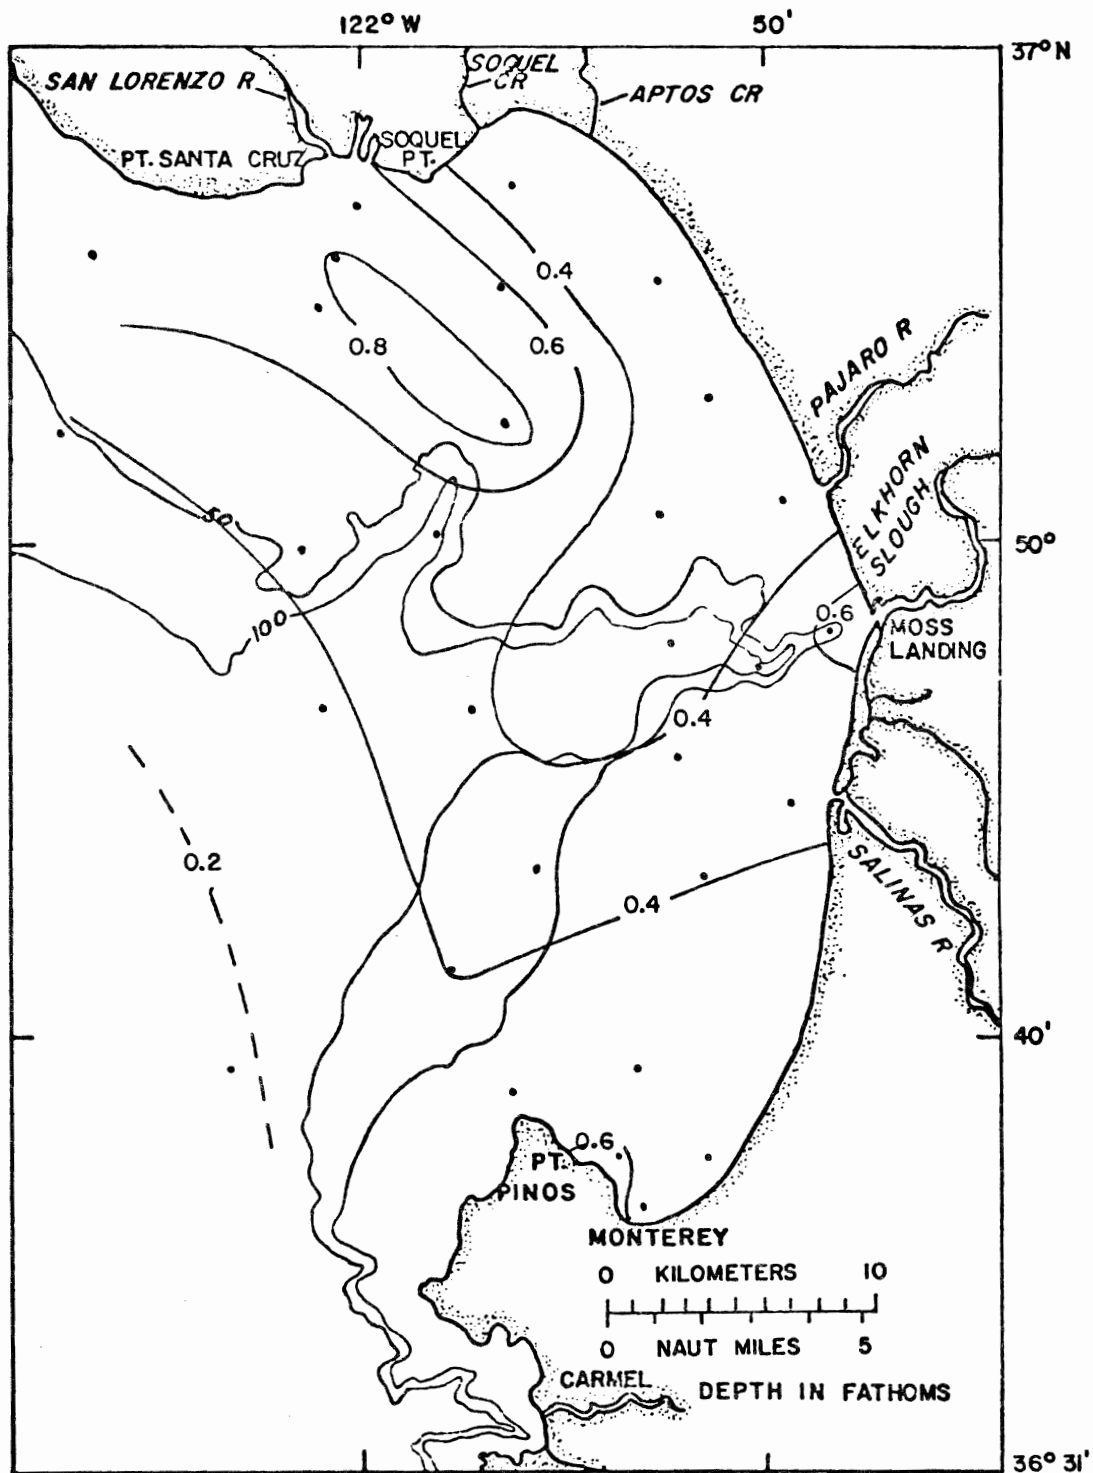 122° W
50'
37° N
SOQUEL
CR
SAN LORENZO R
APTOS CR
SOQUEL
PT.
PT. SANTA CRUZ
0.4
0.8
0.6
PAJARO R
ELKHORN
SLOUGH
50
50°
100
0.6
MOSS
LANDING
0.4
0.2
SALINAS R
0.4
40'
0.6
PT.
PINOS
MONTEREY
0 KILOMETERS 10
0 NAUT MILES 5
CARMEL
DEPTH IN FATHOMS
36° 31'